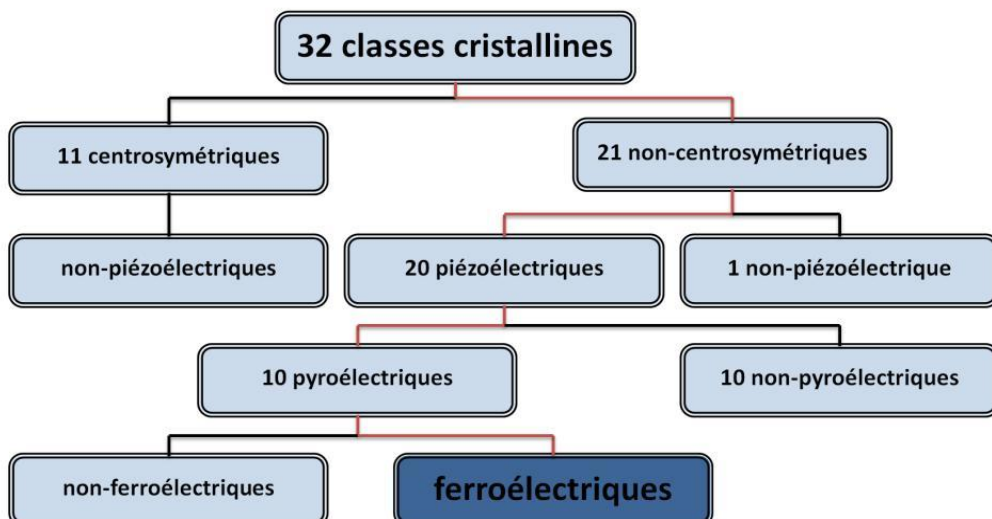 32 classes cristallines
11 centrosymétriques
21 non-centrosymétriques
non-piézoélectriques
20 piézoélectriques
1 non-piézoélectrique
10 pyroélectriques
10 non-pyroélectriques
non-ferroélectriques
ferroélectriques